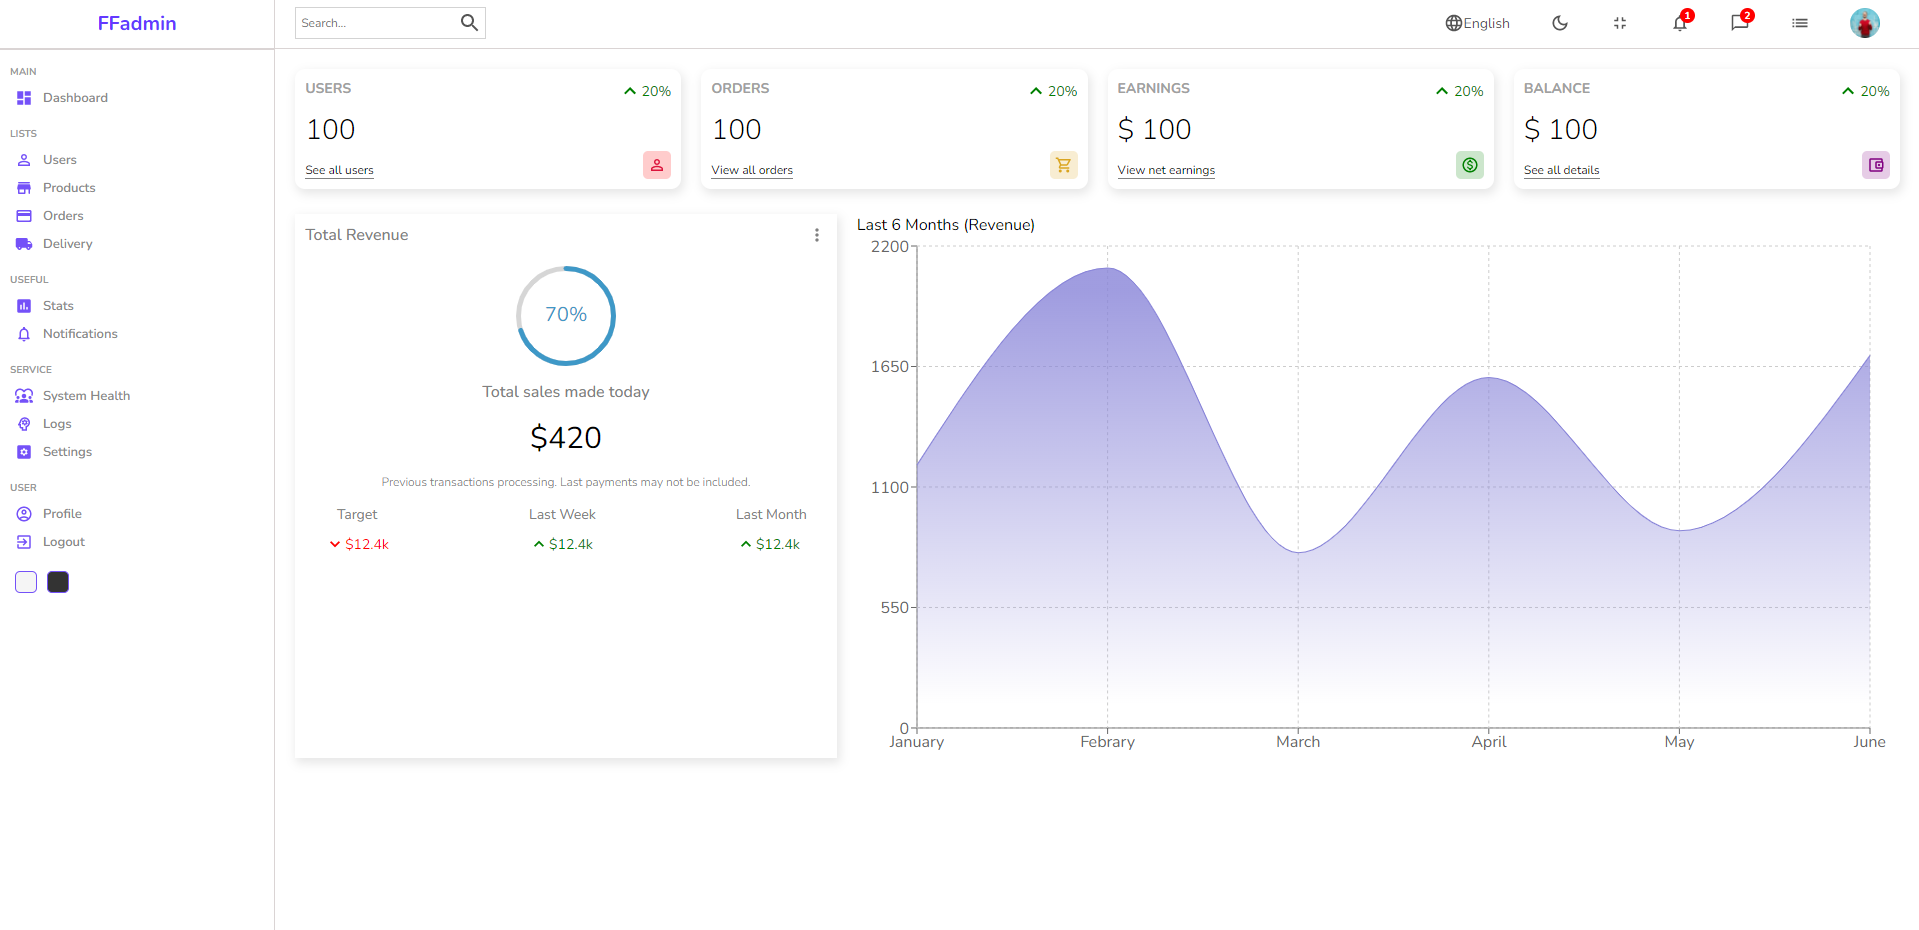 FFadmin
Search...
English
1
2
MAIN
Dashboard
LISTS
Users
Products
Orders
Delivery
USEFUL
Stats
Notifications
SERVICE
System Health
Logs
Settings
USER
Profile
Logout
USERS
20%
100
See all users
ORDERS
20%
100
View all orders
EARNINGS
20%
$ 100
View net earnings
BALANCE
20%
$ 100
See all details
Total Revenue
70%
Total sales made today
$420
Previous transactions processing. Last payments may not be included.
Target
Last Week
Last Month
$12.4k
$12.4k
$12.4k
Last 6 Months (Revenue)
2200
1650
1100
550
0
January
Febrary
March
April
May
June